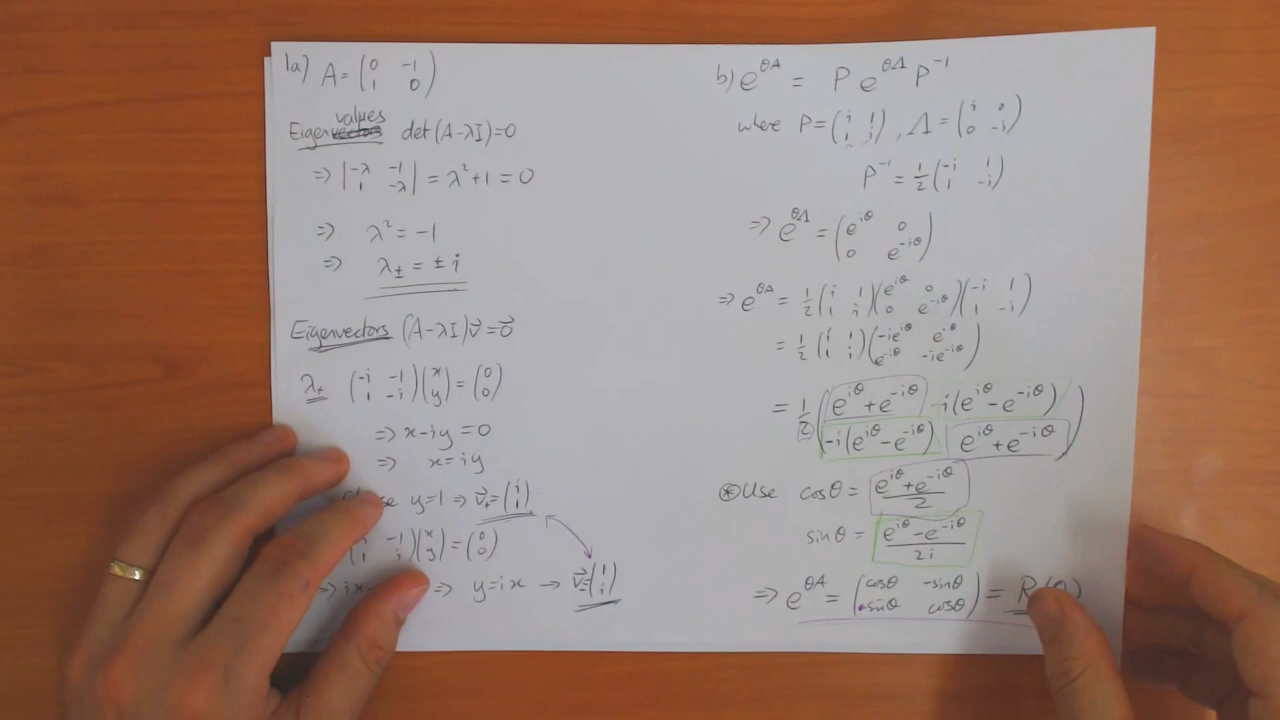 1a) A = (0 -1; 1 0)
Eigenvalues det(A-λI)=0
⇒ |-λ -1; 1 -λ| = λ²+1 = 0
⇒ λ² = -1
⇒ λ± = ± i
Eigenvectors (A-λI)v⃗ = 0⃗
λ₊ (-i -1; 1 -i)(x; y) = (0; 0)
⇒ x-iy = 0
⇒ x = iy
y=1 ⇒ v⃗₊ = (i; 1)
-1; i)(x; y) = (0; 0)
⇒ ix ⇒ y=ix → v⃗₋ = (1; i)
b) e^{θA} = P e^{θΛ} P⁻¹
where P = (i 1; 1 i), Λ = (i 0; 0 -i)
P⁻¹ = 1/2 (-i 1; 1 -i)
⇒ e^{θΛ} = (e^{iθ} 0; 0 e^{-iθ})
⇒ e^{θA} = 1/2 (i 1; 1 i)(e^{iθ} 0; 0 e^{-iθ})(-i 1; 1 -i)
= 1/2 (i 1; 1 i)(-ie^{iθ} e^{iθ}; e^{-iθ} -ie^{-iθ})
= 1/2 (e^{iθ}+e^{-iθ} i(e^{iθ}-e^{-iθ}); -i(e^{iθ}-e^{-iθ}) e^{iθ}+e^{-iθ})
⊛ Use cosθ = (e^{iθ}+e^{-iθ})/2
sinθ = (e^{iθ}-e^{-iθ})/2i
⇒ e^{θA} = (cosθ -sinθ; sinθ cosθ) = R(θ)